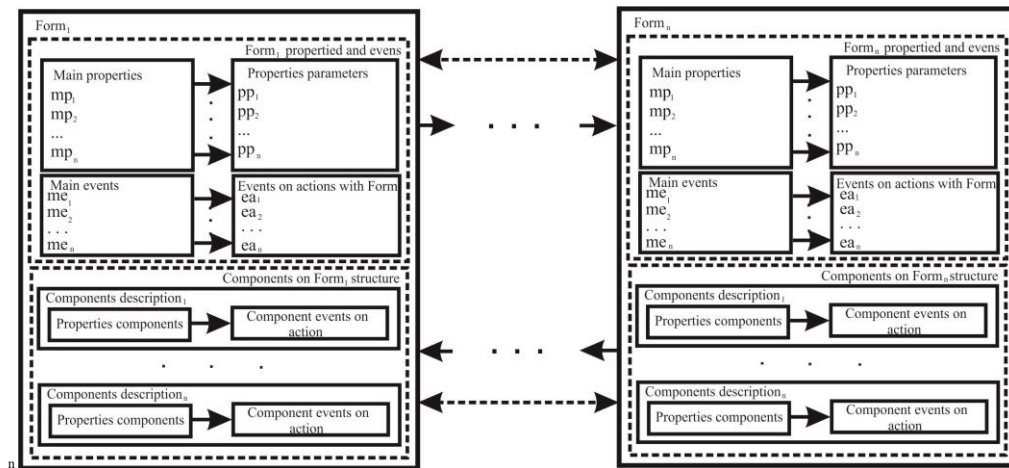 Form₁
Form₁ propertied and evens
Main properties
mp₁
mp₂
...
mpₙ
Properties parameters
pp₁
pp₂
...
ppₙ
Main events
me₁
me₂
. . .
meₙ
Events on actions with Form
ea₁
ea₂
. . .
eaₙ
Components on Form₁ structure
Components description₁
Properties components
Component events on
action
. . .
Components descriptionₙ
Properties components
Component events on
action
n
. . .
. . .
Formₙ
Formₙ propertied and evens
Main properties
mp₁
mp₂
...
mpₙ
Properties parameters
pp₁
pp₂
...
ppₙ
Main events
me₁
me₂
. . .
meₙ
Events on actions with Form
ea₁
ea₂
. . .
eaₙ
Components on Formₙ structure
Components description₁
Properties components
Component events on
action
. . .
Components descriptionₙ
Properties components
Component events on
action